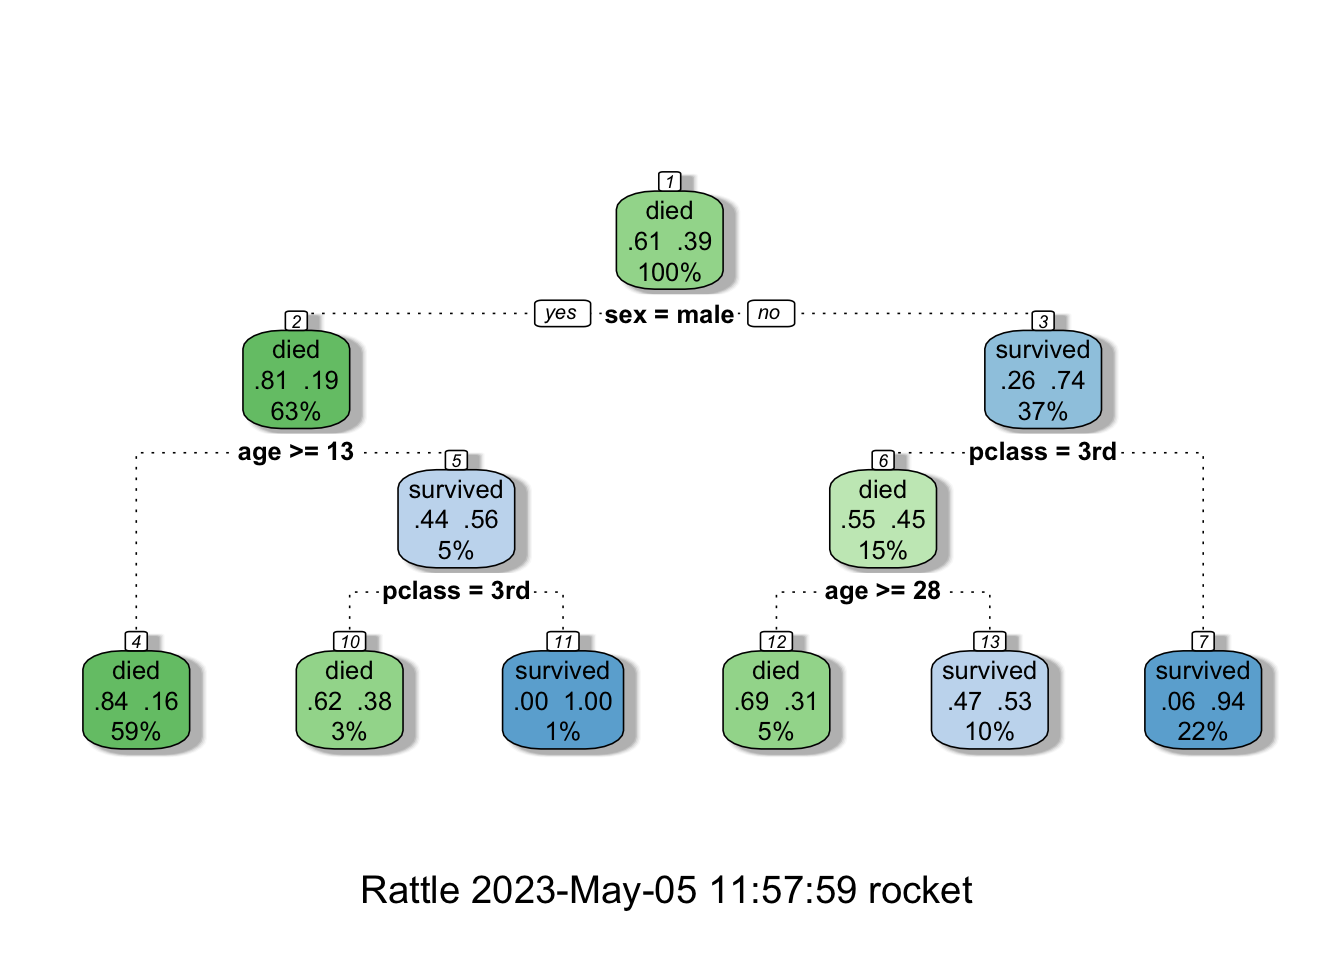 1
died
.61 .39
100%
yes sex = male no
2
died
.81 .19
63%
3
survived
.26 .74
37%
age >= 13
pclass = 3rd
5
survived
.44 .56
5%
6
died
.55 .45
15%
pclass = 3rd
age >= 28
4
died
.84 .16
59%
10
died
.62 .38
3%
11
survived
.00 1.00
1%
12
died
.69 .31
5%
13
survived
.47 .53
10%
7
survived
.06 .94
22%
Rattle 2023-May-05 11:57:59 rocket